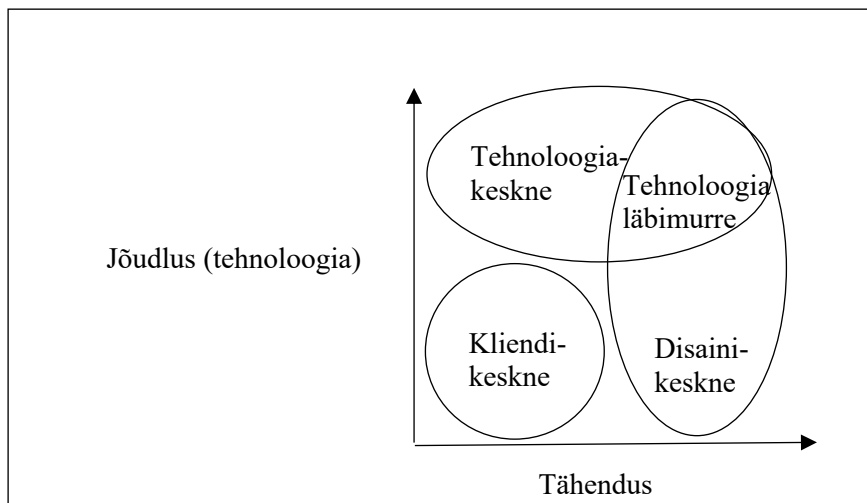 Tehnoloogia-
keskne
Tehnoloogia
läbimurre
Jõudlus (tehnoloogia)
Kliendi-
keskne
Disaini-
keskne
Tähendus